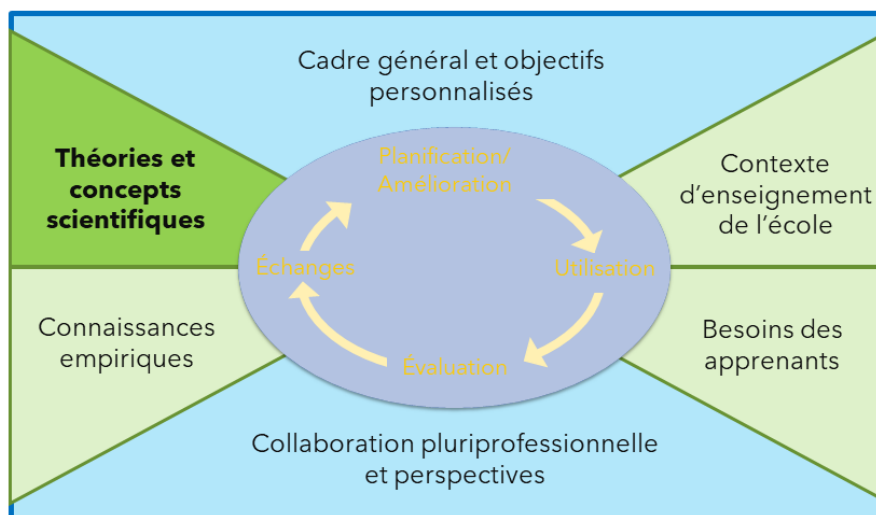 Cadre général et objectifs
personnalisés
Théories et
concepts
scientifiques
Planification/
Amélioration
Contexte
d’enseignement
de l’école
Échanges
Utilisation
Connaissances
empiriques
Évaluation
Besoins des
apprenants
Collaboration pluriprofessionnelle
et perspectives